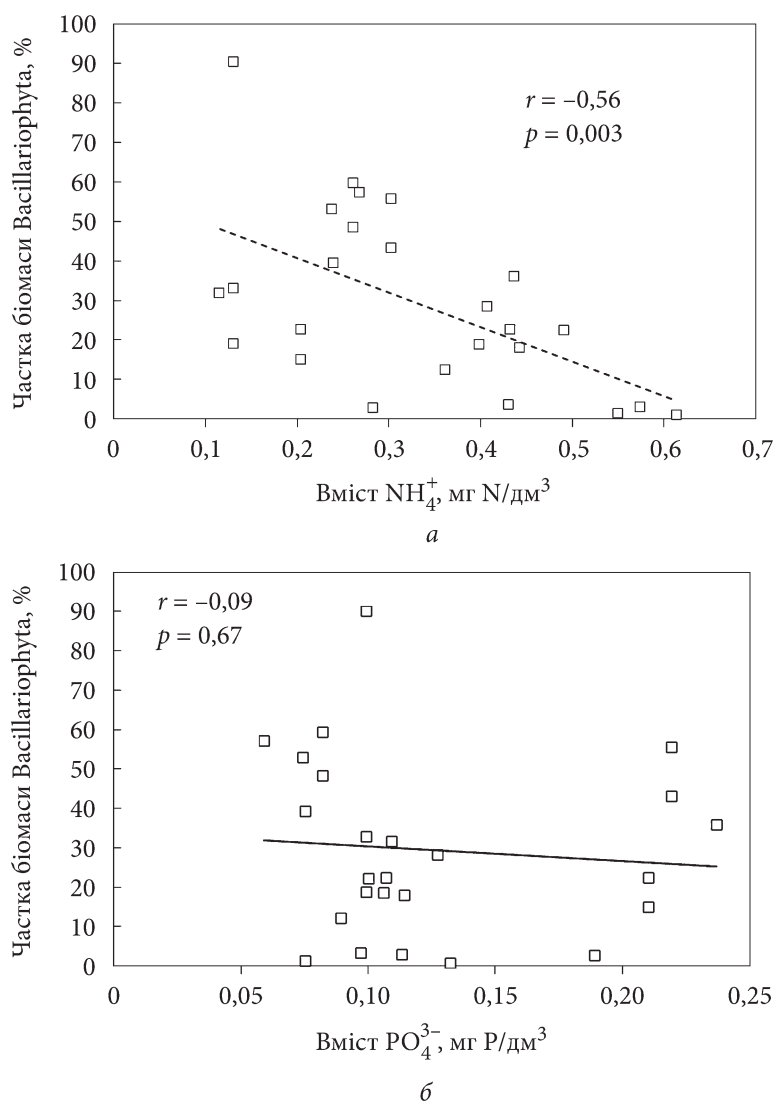 100
90
80
70
60
50
40
30
20
10
0
Частка біомаси Bacillariophyta, %
r = –0,56
p = 0,003
0 0,1 0,2 0,3 0,4 0,5 0,6 0,7
Вміст NH₄⁺, мг N/дм³
а
100
90
80
70
60
50
40
30
20
10
0
Частка біомаси Bacillariophyta, %
r = –0,09
p = 0,67
0 0,05 0,10 0,15 0,20 0,25
Вміст PO₄³⁻, мг P/дм³
б